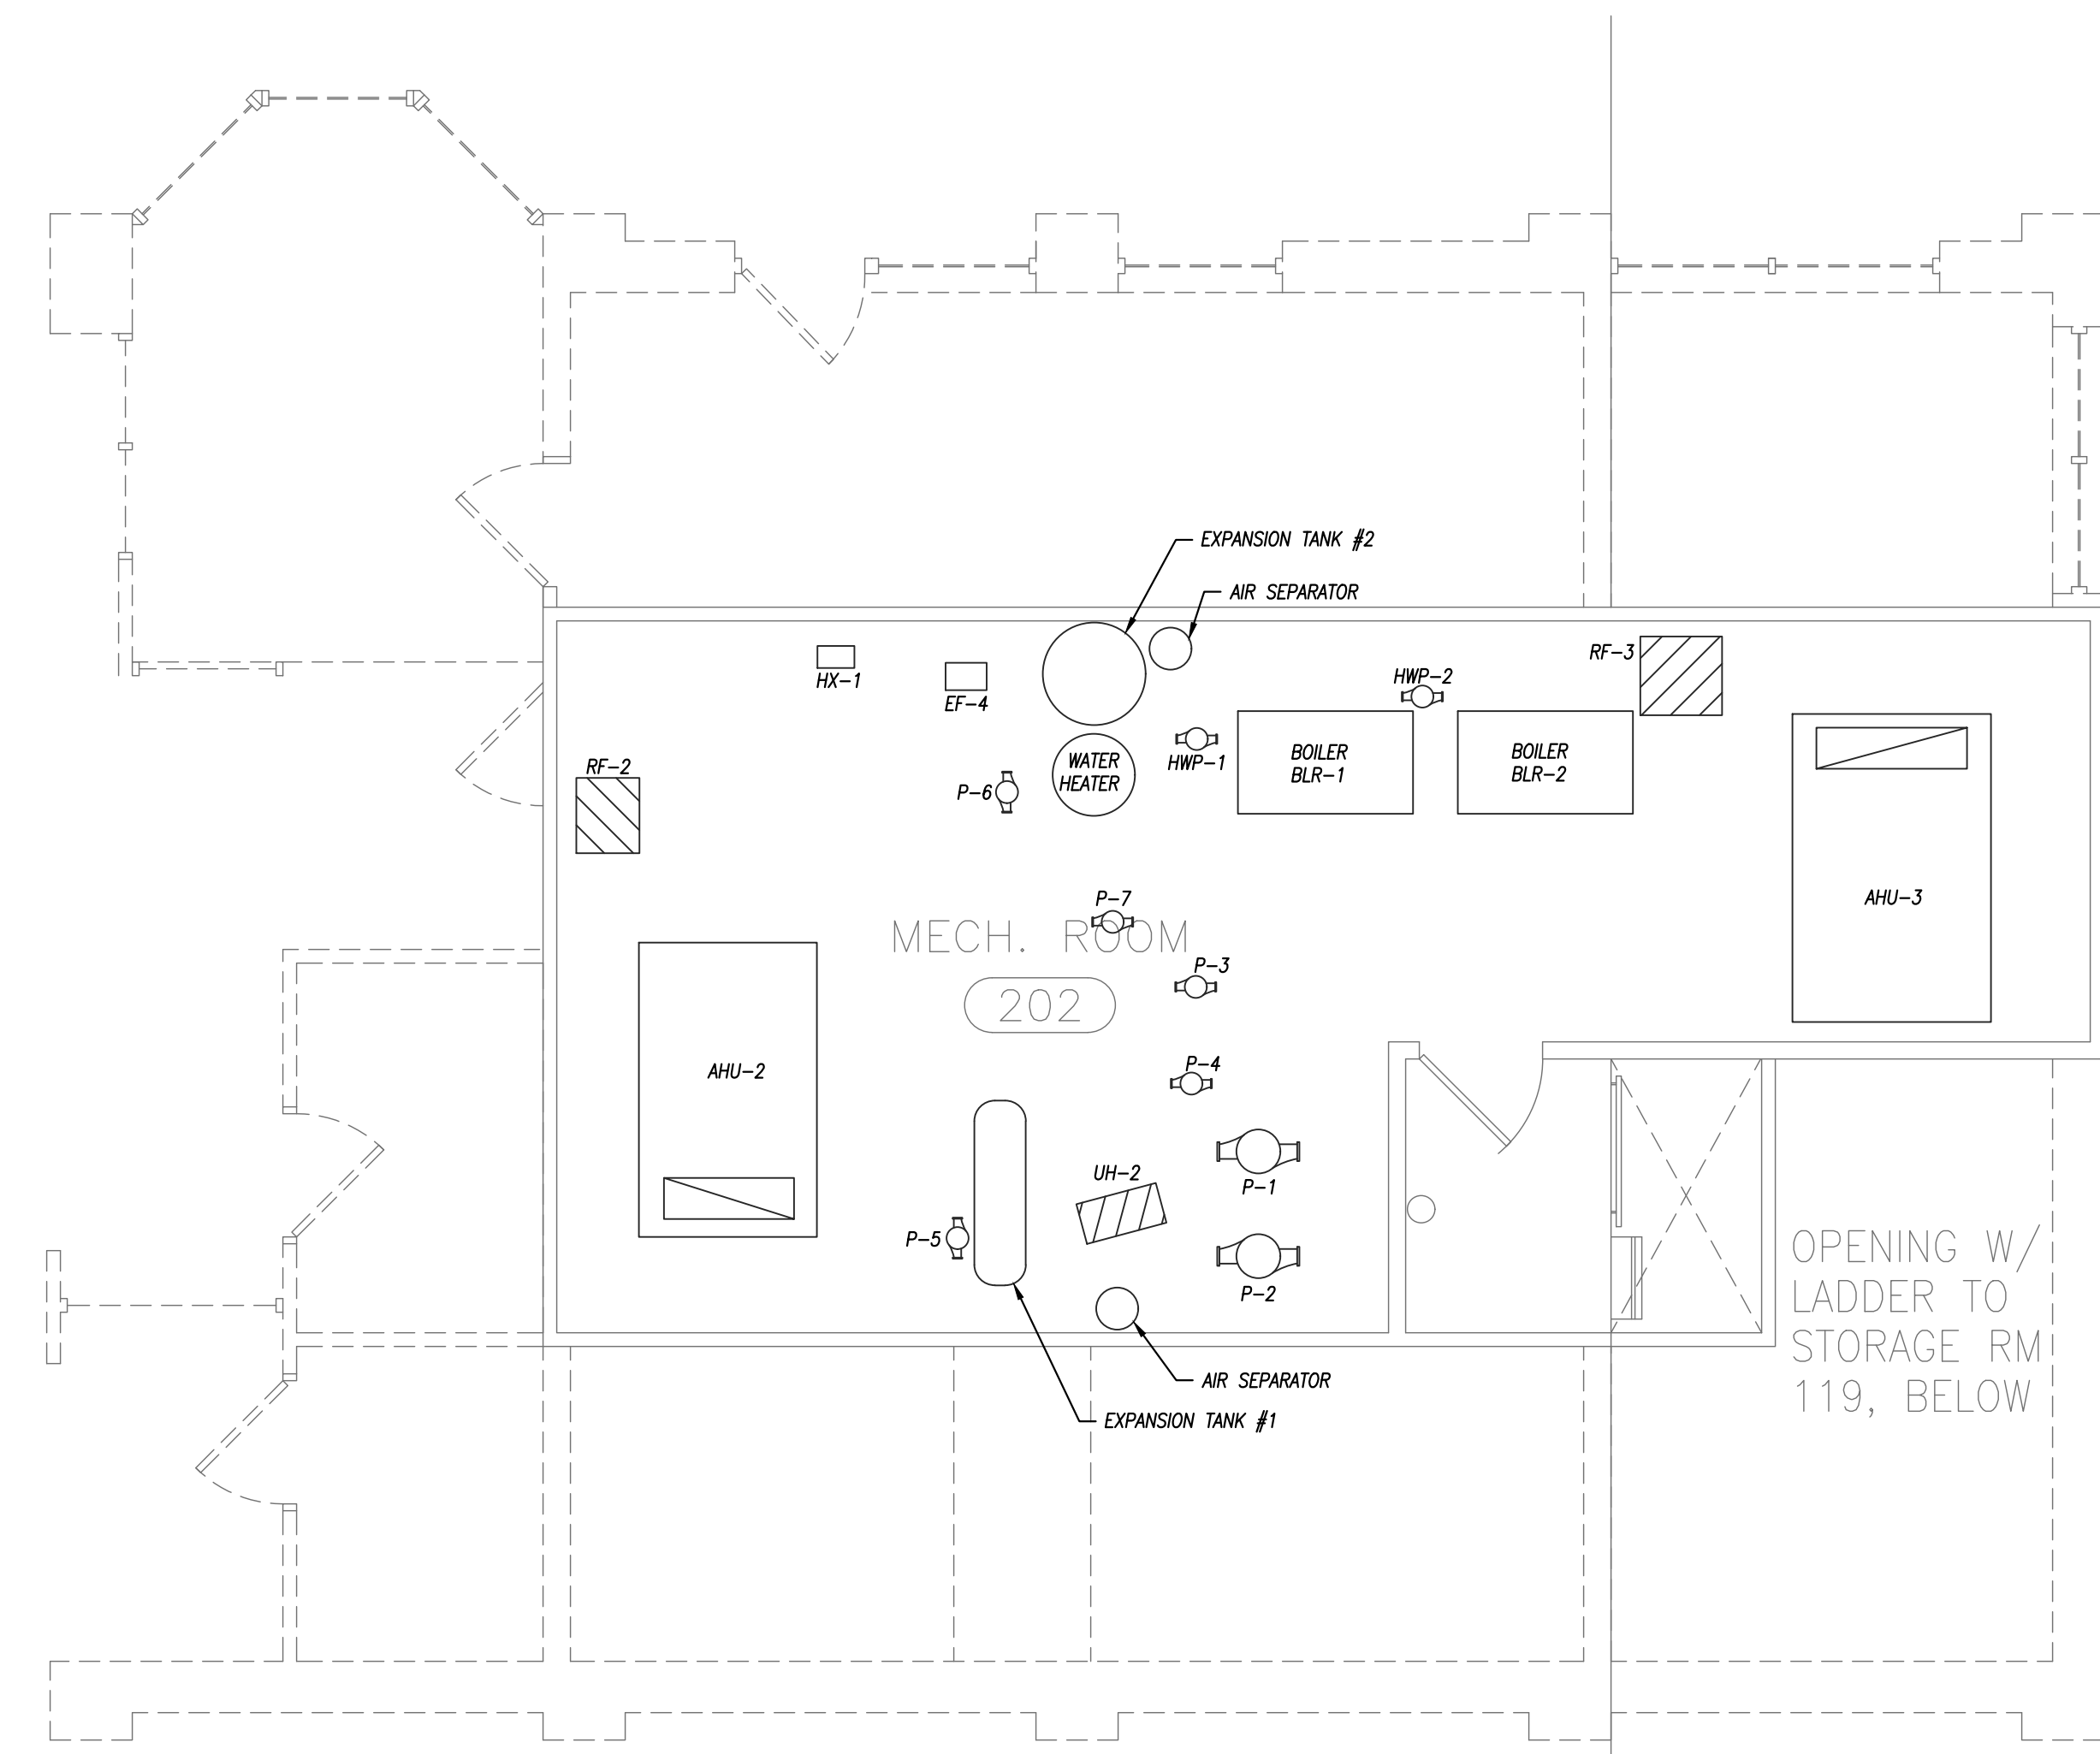 EXPANSION TANK #2
AIR SEPARATOR
RF-3
HX-1
EF-4
HWP-2
HWP-1
BOILER
BLR-1
BOILER
BLR-2
WATER
HEATER
RF-2
P-6
P-7
AHU-3
MECH. ROOM
202
P-3
P-4
AHU-2
UH-2
P-1
P-5
P-2
OPENING W/
LADDER TO
STORAGE RM
119, BELOW
AIR SEPARATOR
EXPANSION TANK #1